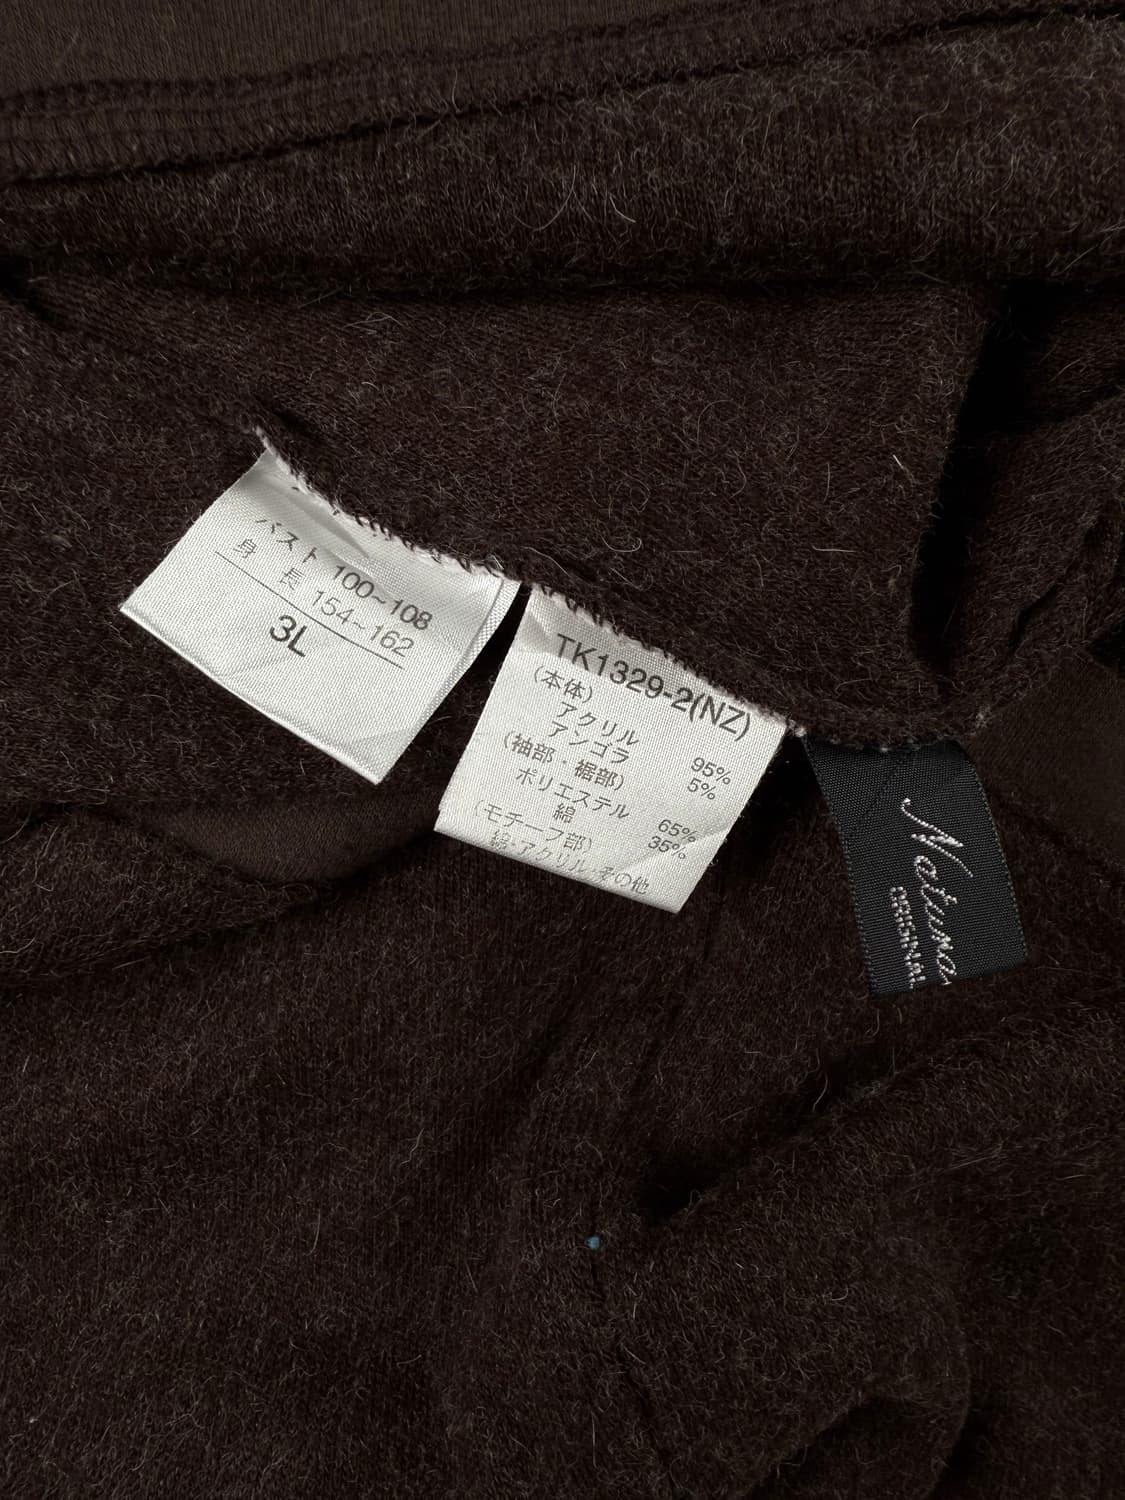 バスト 100~108
身 長 154~162
3L
TK1329-2(NZ)
(本体)
アクリル 95%
アンゴラ 5%
(袖部・裾部)
ポリエステル 65%
綿 35%
(モチーフ部)
綿・アクリル・その他